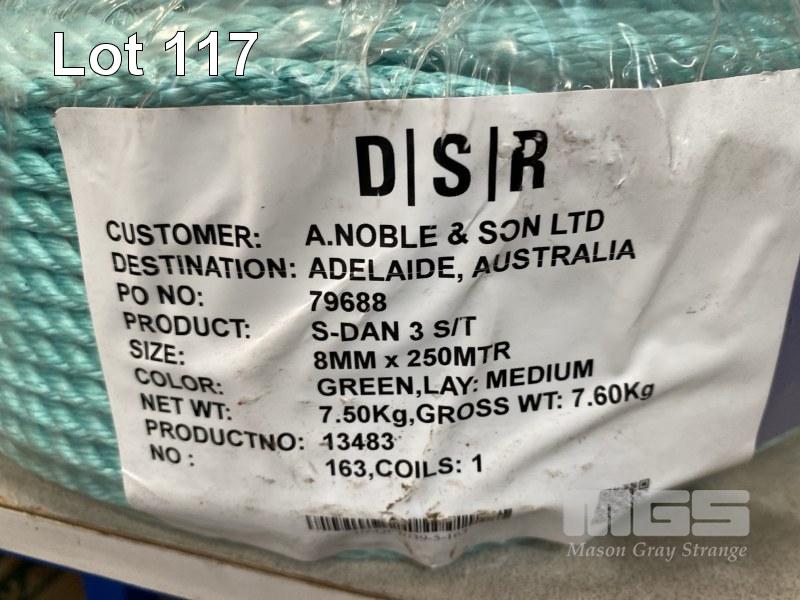 Lot 117
D|S|R
CUSTOMER: A.NOBLE & SON LTD
DESTINATION: ADELAIDE, AUSTRALIA
PO NO: 79688
PRODUCT: S-DAN 3 S/T
SIZE: 8MM x 250MTR
COLOR: GREEN,LAY: MEDIUM
NET WT: 7.50Kg,GROSS WT: 7.60Kg
PRODUCTNO: 13483
NO : 163,COILS: 1
MGS
Mason Gray Strange